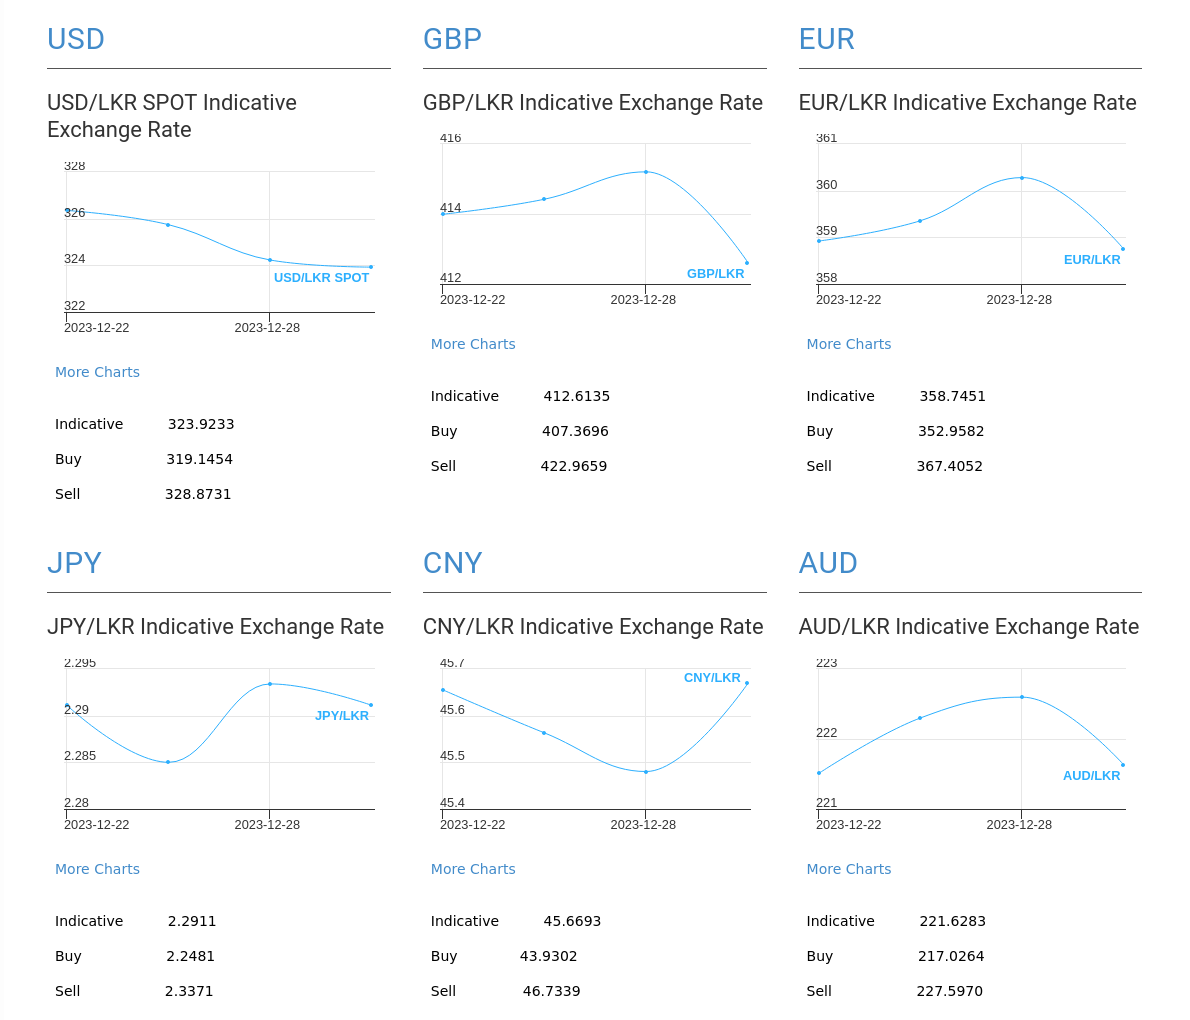 USD
USD/LKR SPOT Indicative
Exchange Rate
328
326
324
USD/LKR SPOT
322
2023-12-22 2023-12-28
More Charts
Indicative 323.9233
Buy 319.1454
Sell 328.8731
GBP
GBP/LKR Indicative Exchange Rate
416
414
GBP/LKR
412
2023-12-22 2023-12-28
More Charts
Indicative 412.6135
Buy 407.3696
Sell 422.9659
EUR
EUR/LKR Indicative Exchange Rate
361
360
359
EUR/LKR
358
2023-12-22 2023-12-28
More Charts
Indicative 358.7451
Buy 352.9582
Sell 367.4052
JPY
JPY/LKR Indicative Exchange Rate
2.295
2.29
JPY/LKR
2.285
2.28
2023-12-22 2023-12-28
More Charts
Indicative 2.2911
Buy 2.2481
Sell 2.3371
CNY
CNY/LKR Indicative Exchange Rate
45.7
CNY/LKR
45.6
45.5
45.4
2023-12-22 2023-12-28
More Charts
Indicative 45.6693
Buy 43.9302
Sell 46.7339
AUD
AUD/LKR Indicative Exchange Rate
223
222
AUD/LKR
221
2023-12-22 2023-12-28
More Charts
Indicative 221.6283
Buy 217.0264
Sell 227.5970